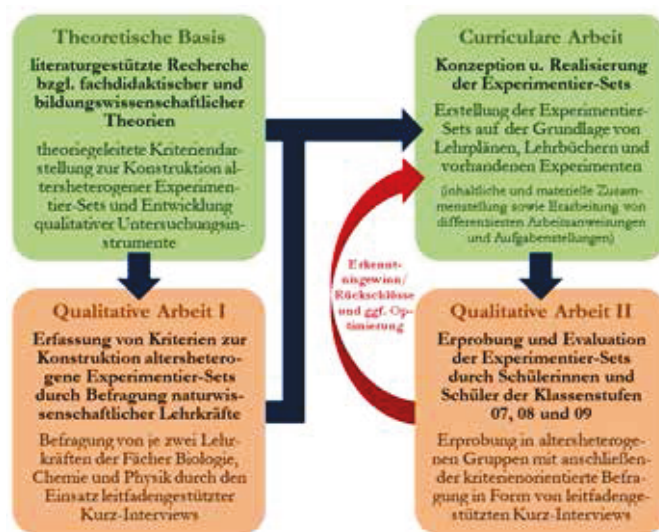 Theoretische Basis
literaturgestützte Recherche
bzgl. fachdidaktischer und
bildungswissenschaftlicher
Theorien
theoriegeleitete Kriteriendar-
stellung zur Konstruktion al-
tersheterogener Experimen-
tier-Sets und Entwicklung
qualitativer Untersuchungsin-
strumente
Curriculare Arbeit
Konzeption u. Realisierung
der Experimentier-Sets
Erstellung der Experimentier-
Sets auf der Grundlage von
Lehrplänen, Lehrbüchern und
vorhandenen Experimenten
(inhaltliche und materielle Zusam-
menstellung sowie Erarbeitung von
differenzierten Arbeitsanweisungen
und Aufgabenstellungen)
Erkennt-
nisgewinn/
Rückschlüsse
und ggf. Op-
timierung
Qualitative Arbeit I
Erfassung von Kriterien zur
Konstruktion altershetero-
gene Experimentier-Sets
durch Befragung naturwis-
senschaftlicher Lehrkräfte
Befragung von je zwei Lehr-
kräften der Fächer Biologie,
Chemie und Physik durch den
Einsatz leitfadengestützter
Kurz-Interviews
Qualitative Arbeit II
Erprobung und Evaluation
der Experimentier-Sets
durch Schülerinnen und
Schüler der Klassenstufen
07, 08 und 09
Erprobung in altersheteroge-
nen Gruppen mit anschließen-
der kriterienorientierte Befra-
gung in Form von leitfadenge-
stützten Kurz-Interviews